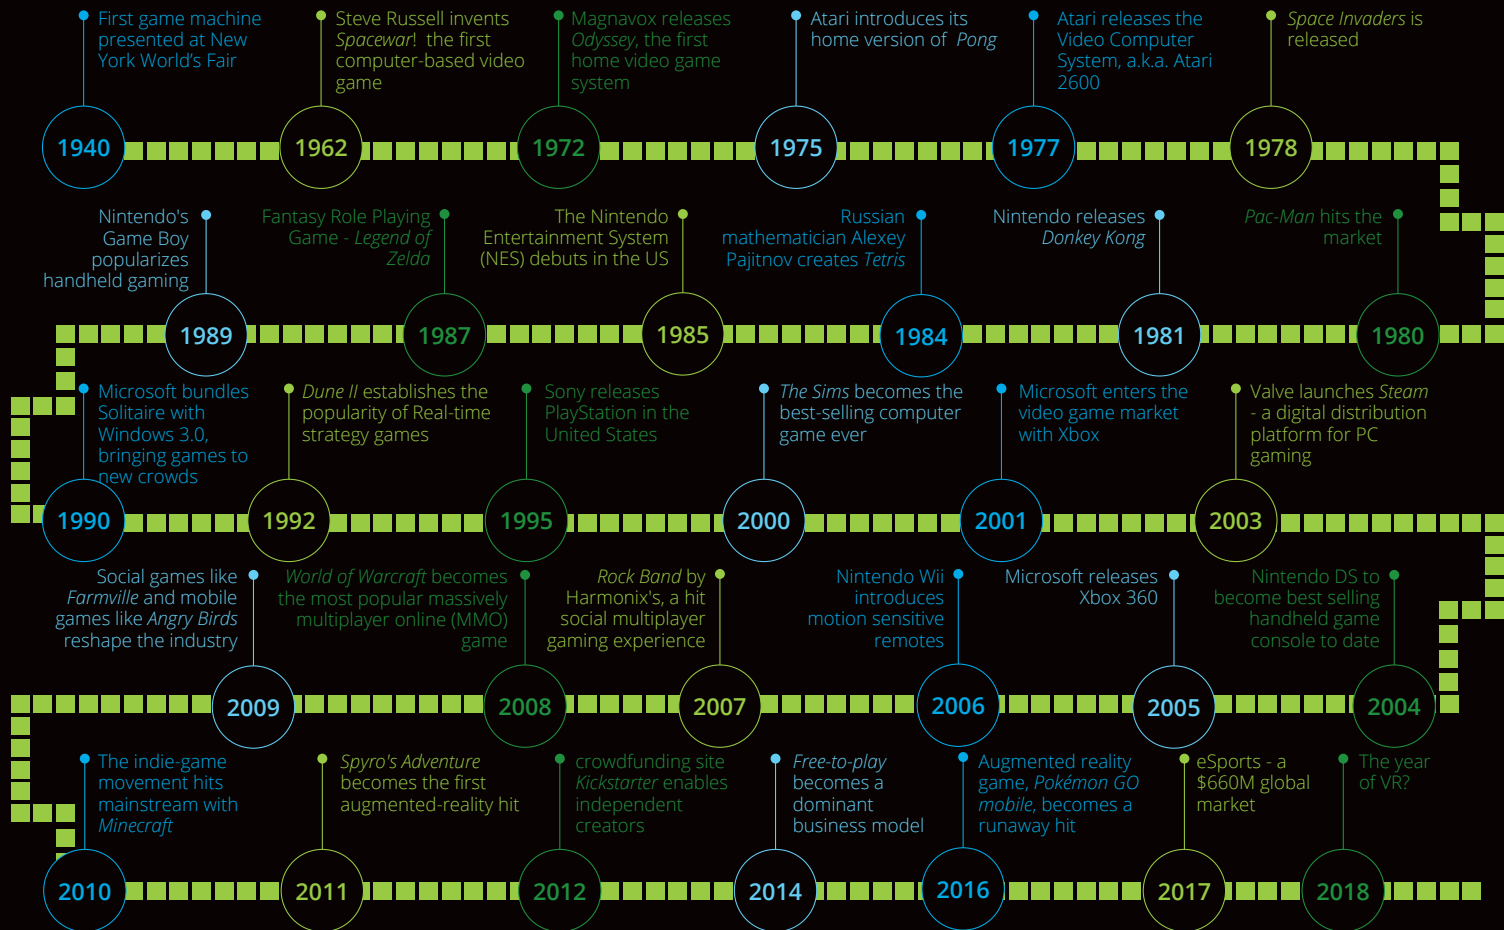 First game machine
presented at New
York World's Fair
1940
Steve Russell invents
Spacewar! the first
computer-based video
game
1962
Magnavox releases
Odyssey, the first
home video game
system
1972
Atari introduces its
home version of Pong
1975
Atari releases the
Video Computer
System, a.k.a. Atari
2600
1977
Space Invaders is
released
1978
Nintendo's
Game Boy
popularizes
handheld gaming
1989
Fantasy Role Playing
Game - Legend of
Zelda
1987
The Nintendo
Entertainment System
(NES) debuts in the US
1985
Russian
mathematician Alexey
Pajitnov creates Tetris
1984
Nintendo releases
Donkey Kong
1981
Pac-Man hits the
market
1980
Microsoft bundles
Solitaire with
Windows 3.0,
bringing games to
new crowds
1990
Dune II establishes the
popularity of Real-time
strategy games
1992
Sony releases
PlayStation in the
United States
1995
The Sims becomes the
best-selling computer
game ever
2000
Microsoft enters the
video game market
with Xbox
2001
Valve launches Steam
- a digital distribution
platform for PC
gaming
2003
Social games like
Farmville and mobile
games like Angry Birds
reshape the industry
2009
World of Warcraft becomes
the most popular massively
multiplayer online (MMO)
game
2008
Rock Band by
Harmonix's, a hit
social multiplayer
gaming experience
2007
Nintendo Wii
introduces
motion sensitive
remotes
2006
Microsoft releases
Xbox 360
2005
Nintendo DS to
become best selling
handheld game
console to date
2004
The indie-game
movement hits
mainstream with
Minecraft
2010
Spyro's Adventure
becomes the first
augmented-reality hit
2011
crowdfunding site
Kickstarter enables
independent
creators
2012
Free-to-play
becomes a
dominant
business model
2014
Augmented reality
game, Pokémon GO
mobile, becomes a
runaway hit
2016
eSports - a
$660M global
market
2017
The year
of VR?
2018